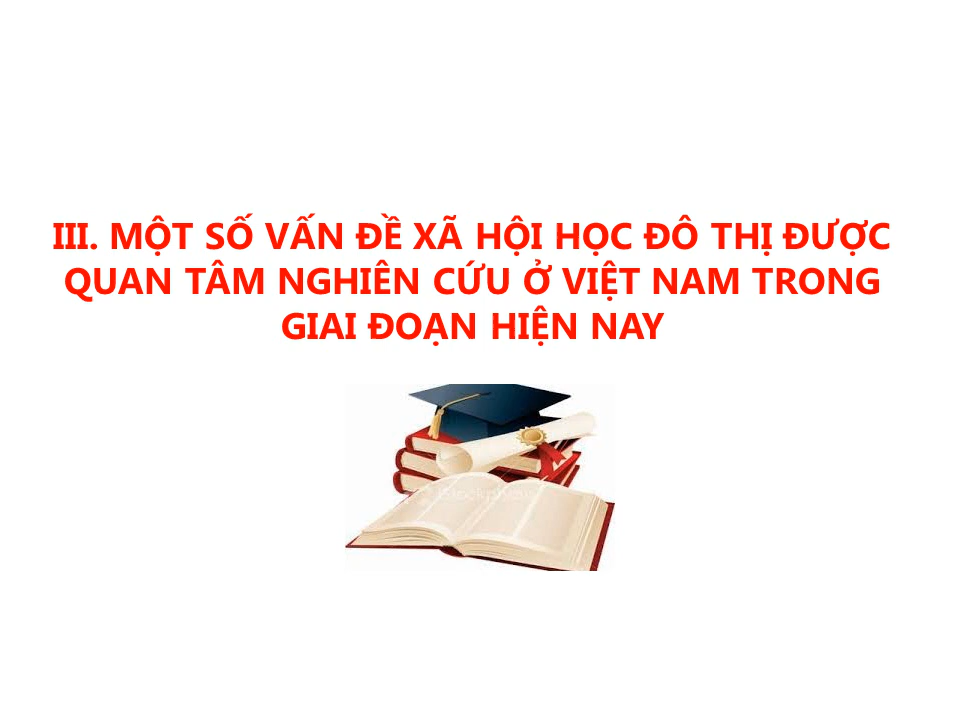 III. MỘT SỐ VẤN ĐỀ XÃ HỘI HỌC ĐÔ THỊ ĐƯỢC
QUAN TÂM NGHIÊN CỨU Ở VIỆT NAM TRONG
GIAI ĐOẠN HIỆN NAY